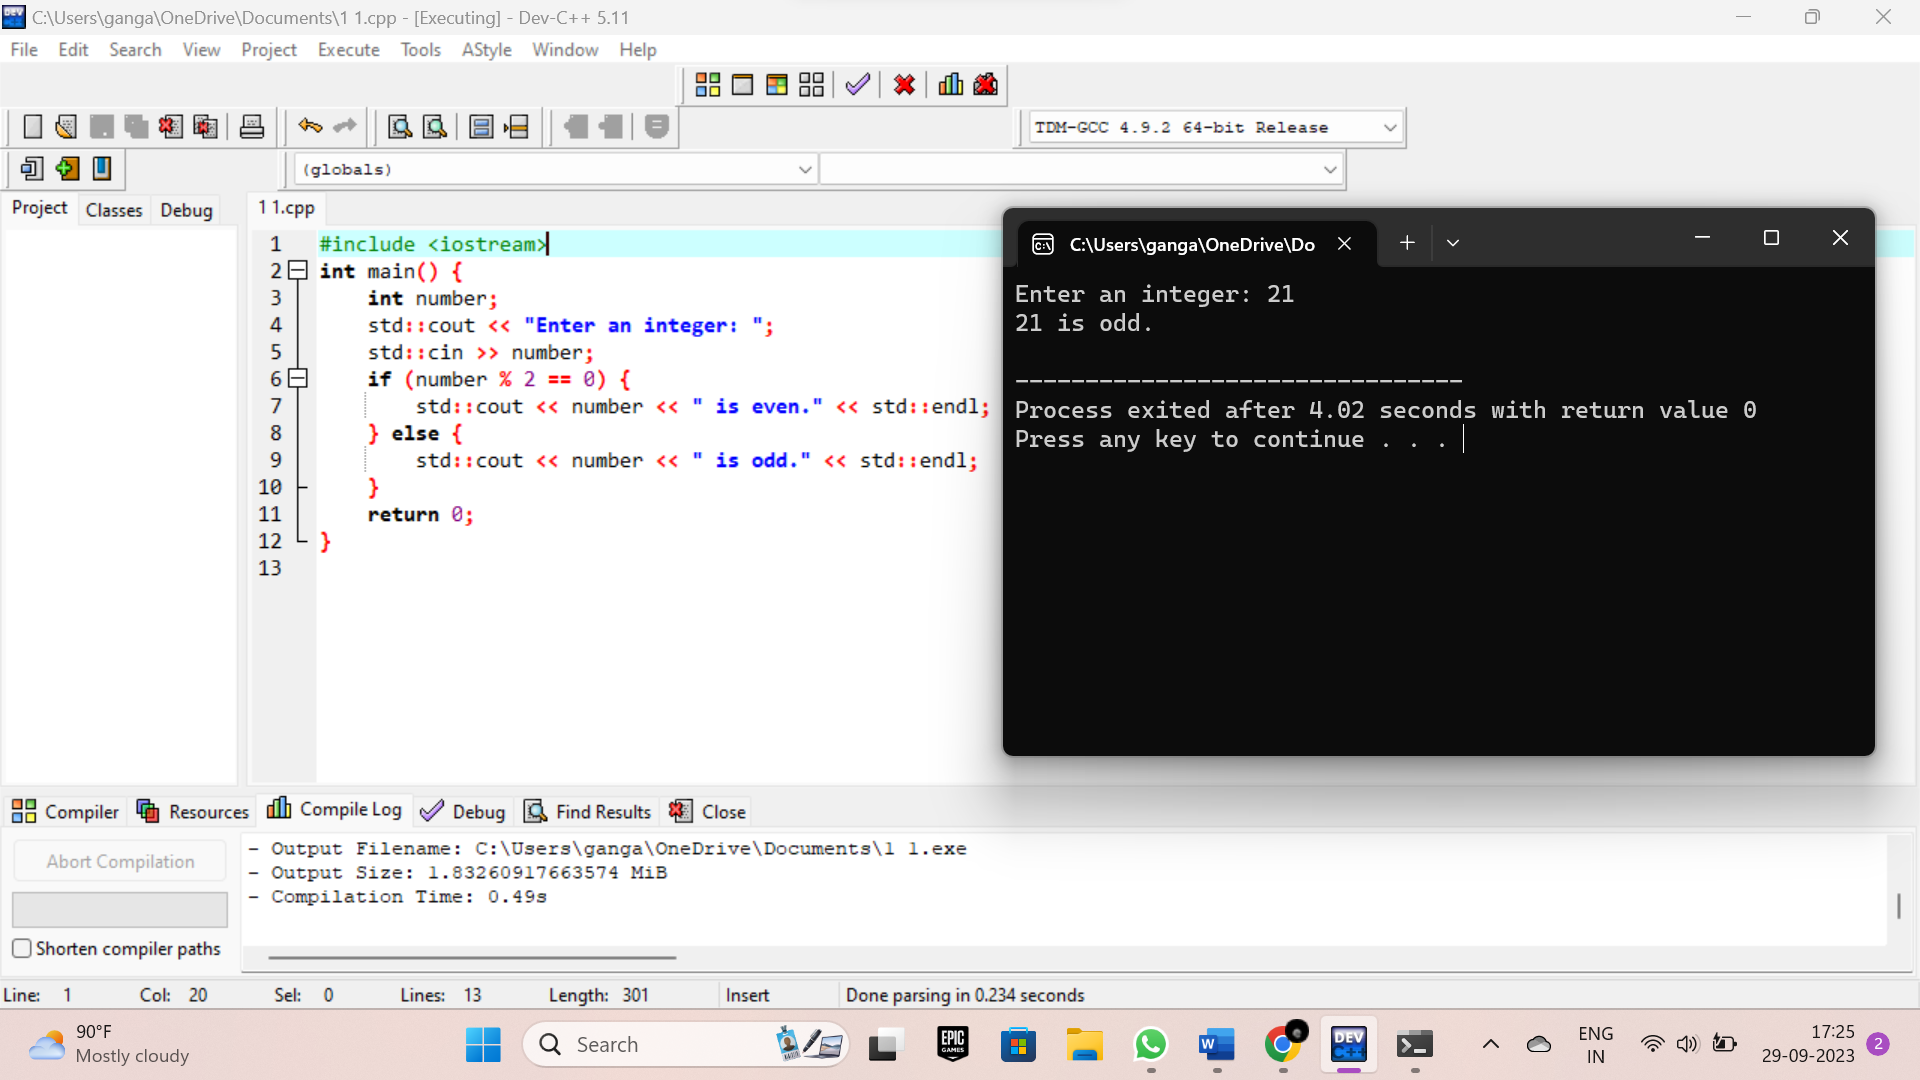 C:\Users\ganga\OneDrive\Documents\1 1.cpp - [Executing] - Dev-C++ 5.11
File Edit Search View Project Execute Tools AStyle Window Help
TDM-GCC 4.9.2 64-bit Release
(globals)
Project Classes Debug
1 1.cpp
1 #include <iostream>
2 int main() {
3 int number;
4 std::cout << "Enter an integer: ";
5 std::cin >> number;
6 if (number % 2 == 0) {
7 std::cout << number << " is even." << std::endl;
8 } else {
9 std::cout << number << " is odd." << std::endl;
10 }
11 return 0;
12 }
13
C:\Users\ganga\OneDrive\Do
Enter an integer: 21
21 is odd.
--------------------------------
Process exited after 4.02 seconds with return value 0
Press any key to continue . . .
Compiler Resources Compile Log Debug Find Results Close
Abort Compilation
Shorten compiler paths
- Output Filename: C:\Users\ganga\OneDrive\Documents\1 1.exe
- Output Size: 1.83260917663574 MiB
- Compilation Time: 0.49s
Line: 1 Col: 20 Sel: 0 Lines: 13 Length: 301 Insert Done parsing in 0.234 seconds
90°F
Mostly cloudy
Search
EPIC
GAMES
W
DEV
C++
ENG
IN
17:25
29-09-2023
2